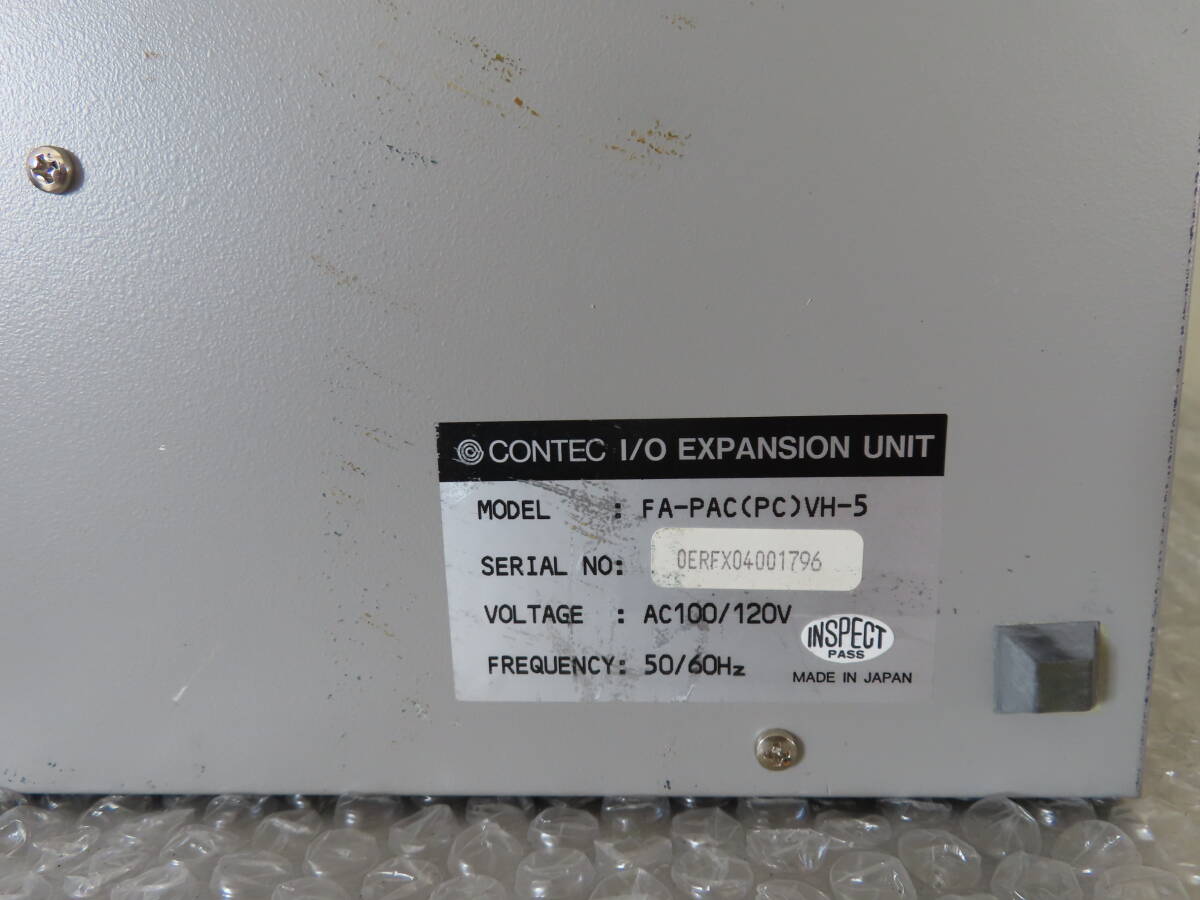 CONTEC I/O EXPANSION UNIT
MODEL : FA-PAC(PC)VH-5
SERIAL NO: 0ERFX04001796
VOLTAGE : AC100/120V
FREQUENCY: 50/60Hz
INSPECT
PASS
MADE IN JAPAN